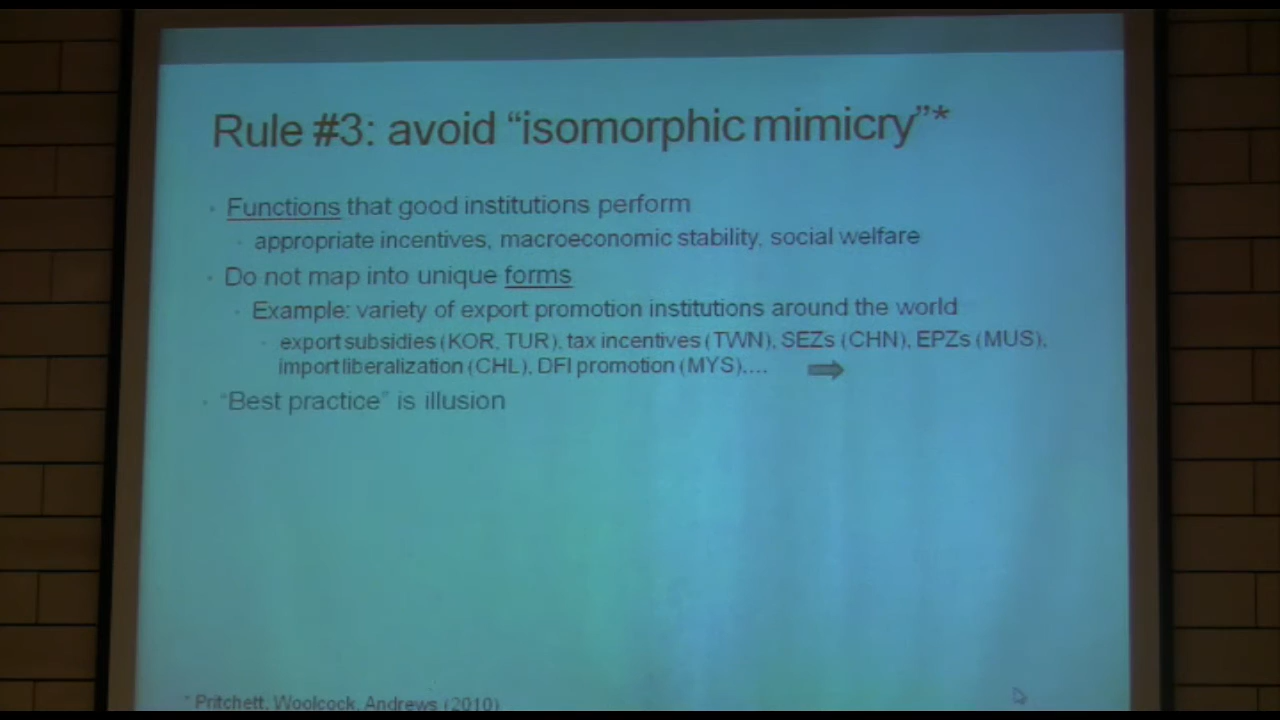 Rule #3: avoid “isomorphic mimicry”*
Functions that good institutions perform
appropriate incentives, macroeconomic stability, social welfare
Do not map into unique forms
Example: variety of export promotion institutions around the world
export subsidies (KOR, TUR), tax incentives (TWN), SEZs (CHN), EPZs (MUS),
import liberalization (CHL), DFI promotion (MYS)....
“Best practice” is illusion
* Pritchett, Woolcock, Andrews (2010)